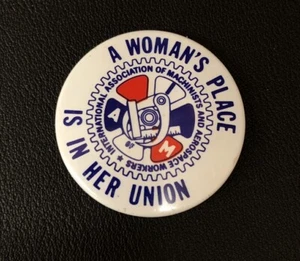 A WOMAN'S PLACE
IS IN HER UNION
INTERNATIONAL ASSOCIATION OF MACHINISTS AND AEROSPACE WORKERS
I A M